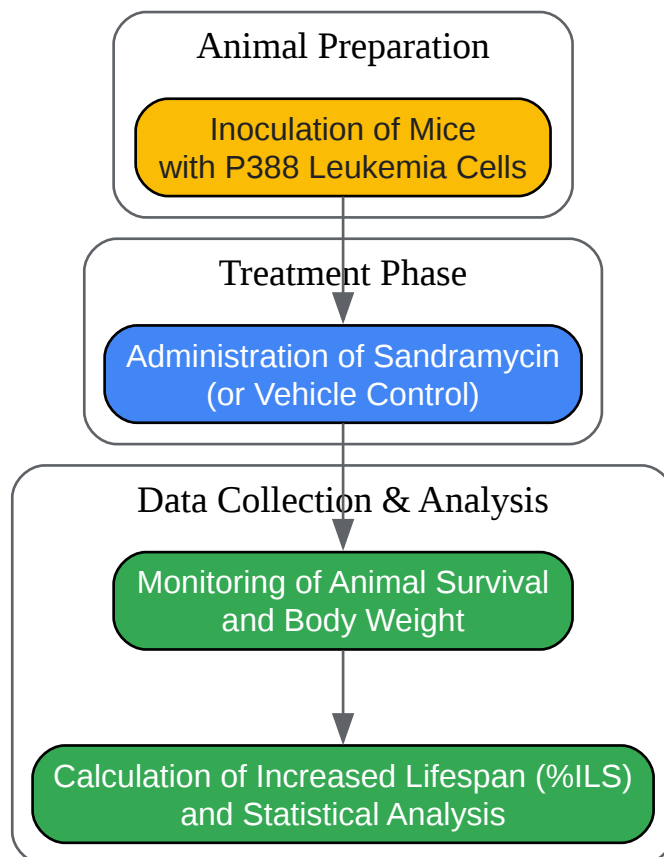 Animal Preparation
Inoculation of Mice
with P388 Leukemia Cells
Treatment Phase
Administration of Sandramycin
(or Vehicle Control)
Data Collection & Analysis
Monitoring of Animal Survival
and Body Weight
Calculation of Increased Lifespan (%ILS)
and Statistical Analysis